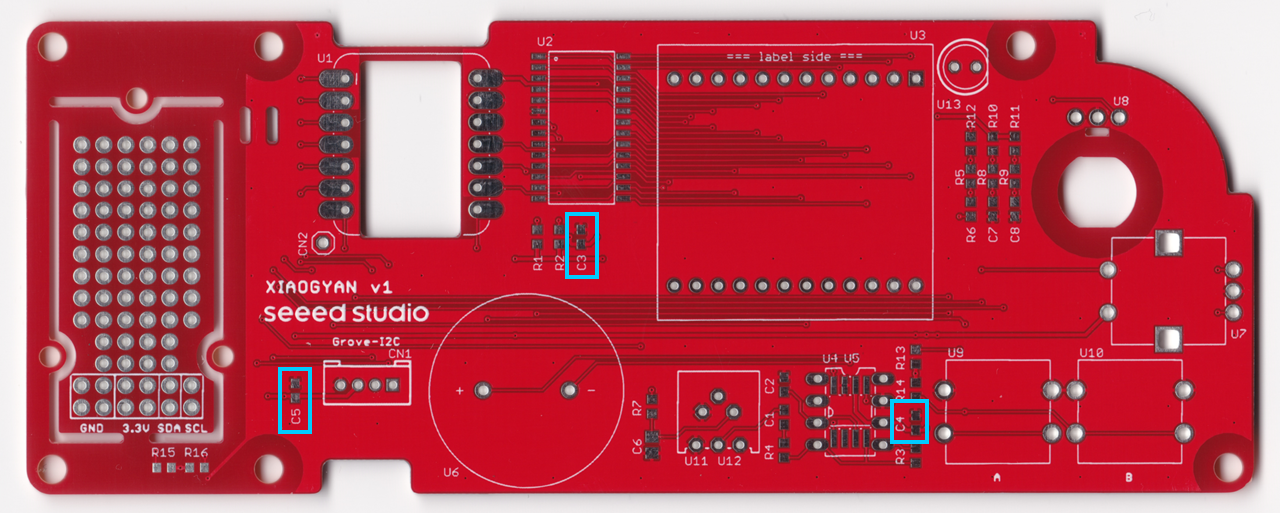 U1
U2
U3
=== label side ===
U13
U8
R12 R10 R11
R5 R8 R9
R6 C7 C8
CN2
R1 R2 C3
XIAOGYAN v1
seeed studio
Grove-I2C
CN1
U7
C5
+ -
U6
R7
C6
U11 U12
C2
C1
R4
U4 U5
R13
R14
C4
R3
U9
U10
A
B
GND 3.3V SDA SCL
R15 R16